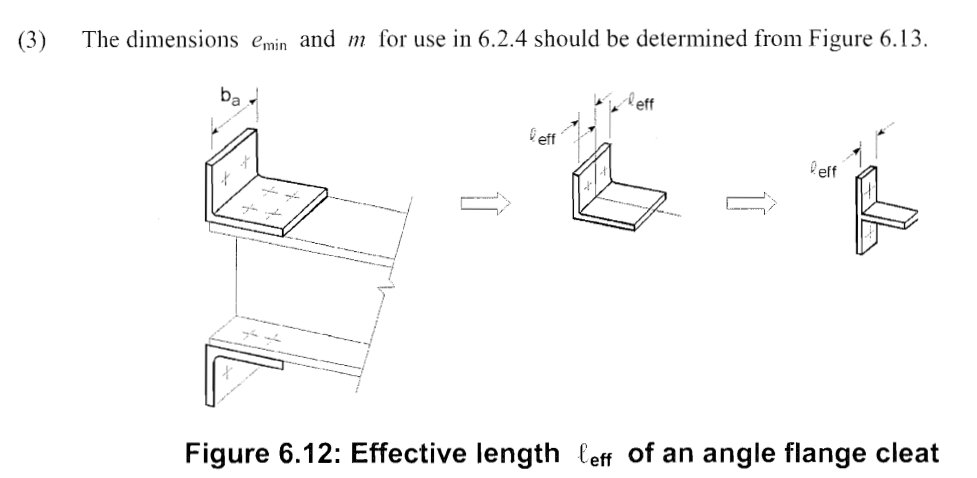 (3) The dimensions e_min and m for use in 6.2.4 should be determined from Figure 6.13.
b_a
ℓ_eff
ℓ_eff
ℓ_eff
Figure 6.12: Effective length ℓ_eff of an angle flange cleat